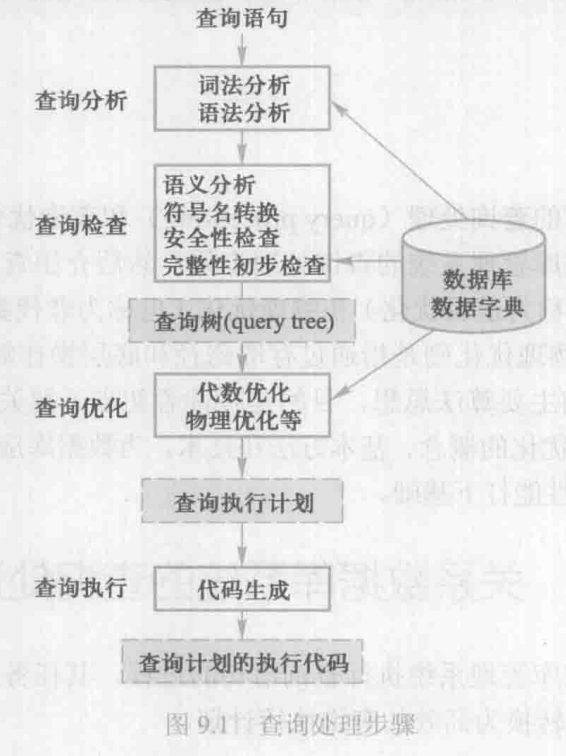 查询语句
查询分析
词法分析
语法分析
查询检查
语义分析
符号名转换
安全性检查
完整性初步检查
数据库
数据字典
查询树(query tree)
查询优化
代数优化
物理优化等
查询执行计划
查询执行
代码生成
查询计划的执行代码
图 9.1 查询处理步骤